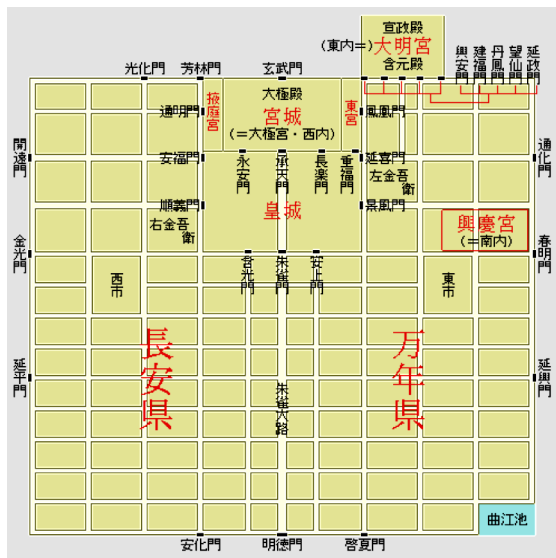 宣政殿
(東内=)大明宮
含元殿
興安門
建福門
丹鳳門
望仙門
延政門
光化門
芳林門
玄武門
掖庭宮
大極殿
宮城
(=大極宮・西内)
東宮
通明門
鳳凰門
開遠門
安福門
永安門
承天門
長楽門
重福門
延喜門
左金吾衛
通化門
順義門
皇城
景風門
右金吾衛
興慶宮
(=南内)
金光門
含光門
朱雀門
安上門
春明門
西市
東市
延平門
長安県
朱雀大路
万年県
延興門
曲江池
安化門
明徳門
啓夏門